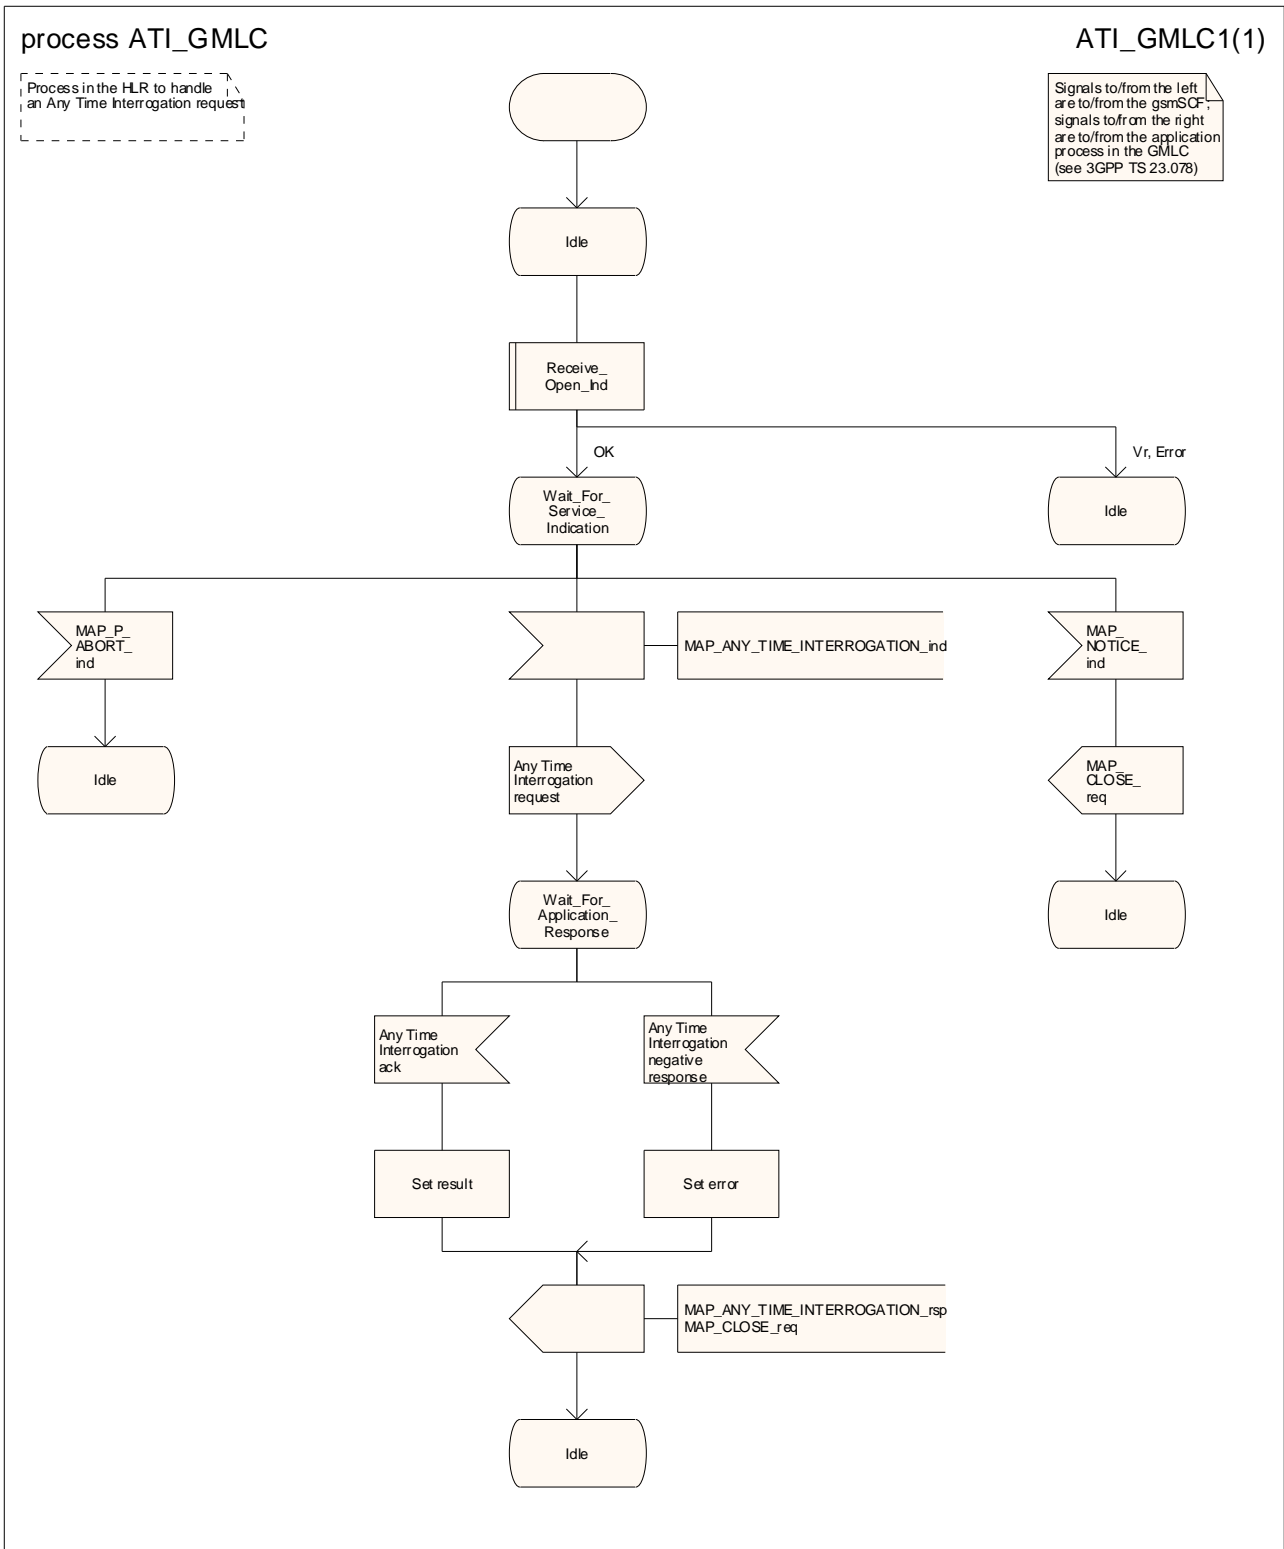 process ATI_GMLC
ATI_GMLC1(1)
Process in the HLR to handle
an Any Time Interrogation request
Signals to/from the left
are to/from the gsmSCF;
signals to/from the right
are to/from the application
process in the GMLC
(see 3GPP TS 23.078)
Idle
Receive_
Open_Ind
OK
Vr, Error
Wait_For_
Service_
Indication
Idle
MAP_P_
ABORT_
ind
MAP_ANY_TIME_INTERROGATION_ind
MAP_
NOTICE_
ind
Idle
Any Time
Interrogation
request
MAP_
CLOSE_
req
Wait_For_
Application_
Response
Idle
Any Time
Interrogation
ack
Any Time
Interrogation
negative
response
Set result
Set error
MAP_ANY_TIME_INTERROGATION_rsp
MAP_CLOSE_req
Idle